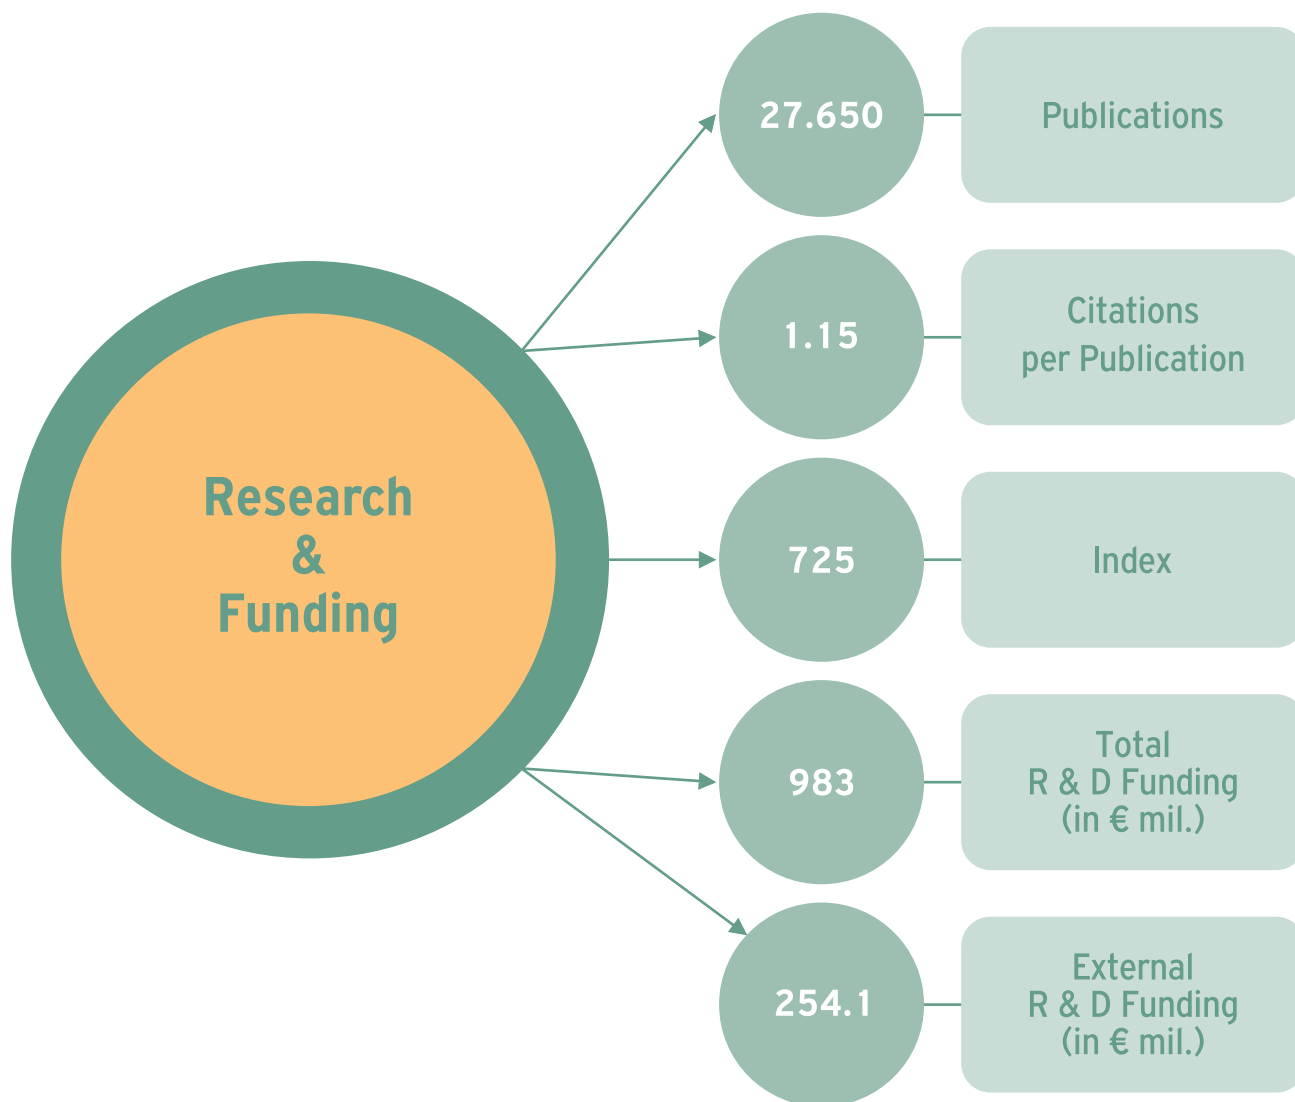 Research
&
Funding
27.650
Publications
1.15
Citations
per Publication
725
Index
983
Total
R & D Funding
(in € mil.)
254.1
External
R & D Funding
(in € mil.)